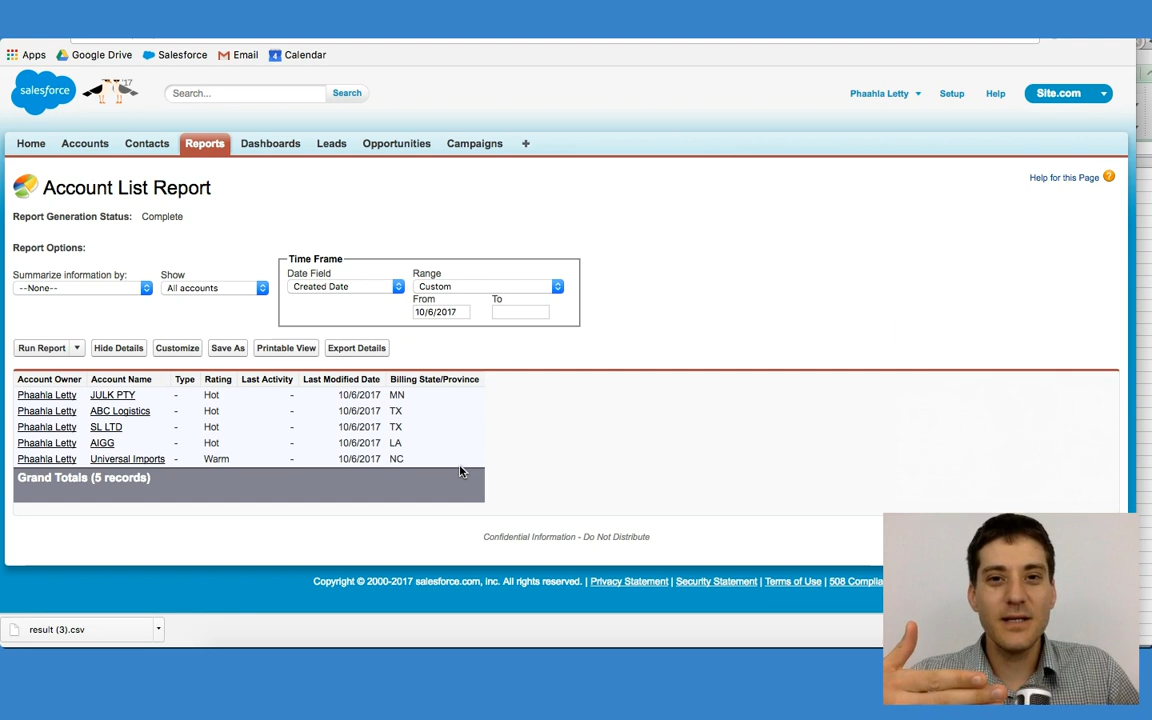 Apps Google Drive Salesforce Email 4 Calendar
salesforce '17 Search... Search Phaahla Letty Setup Help Site.com
Home Accounts Contacts Reports Dashboards Leads Opportunities Campaigns +
Account List Report
Help for this Page ?
Report Generation Status: Complete
Report Options:
Time Frame
Summarize information by: Show Date Field Range
--None-- All accounts Created Date Custom
From To
10/6/2017
Run Report Hide Details Customize Save As Printable View Export Details
Account Owner Account Name Type Rating Last Activity Last Modified Date Billing State/Province
Phaahla Letty JULK PTY - Hot - 10/6/2017 MN
Phaahla Letty ABC Logistics - Hot - 10/6/2017 TX
Phaahla Letty SL LTD - Hot - 10/6/2017 TX
Phaahla Letty AIGG - Hot - 10/6/2017 LA
Phaahla Letty Universal Imports - Warm - 10/6/2017 NC
Grand Totals (5 records)
Confidential Information - Do Not Distribute
Copyright © 2000-2017 salesforce.com, inc. All rights reserved. | Privacy Statement | Security Statement | Terms of Use | 508 Complia
result (3).csv